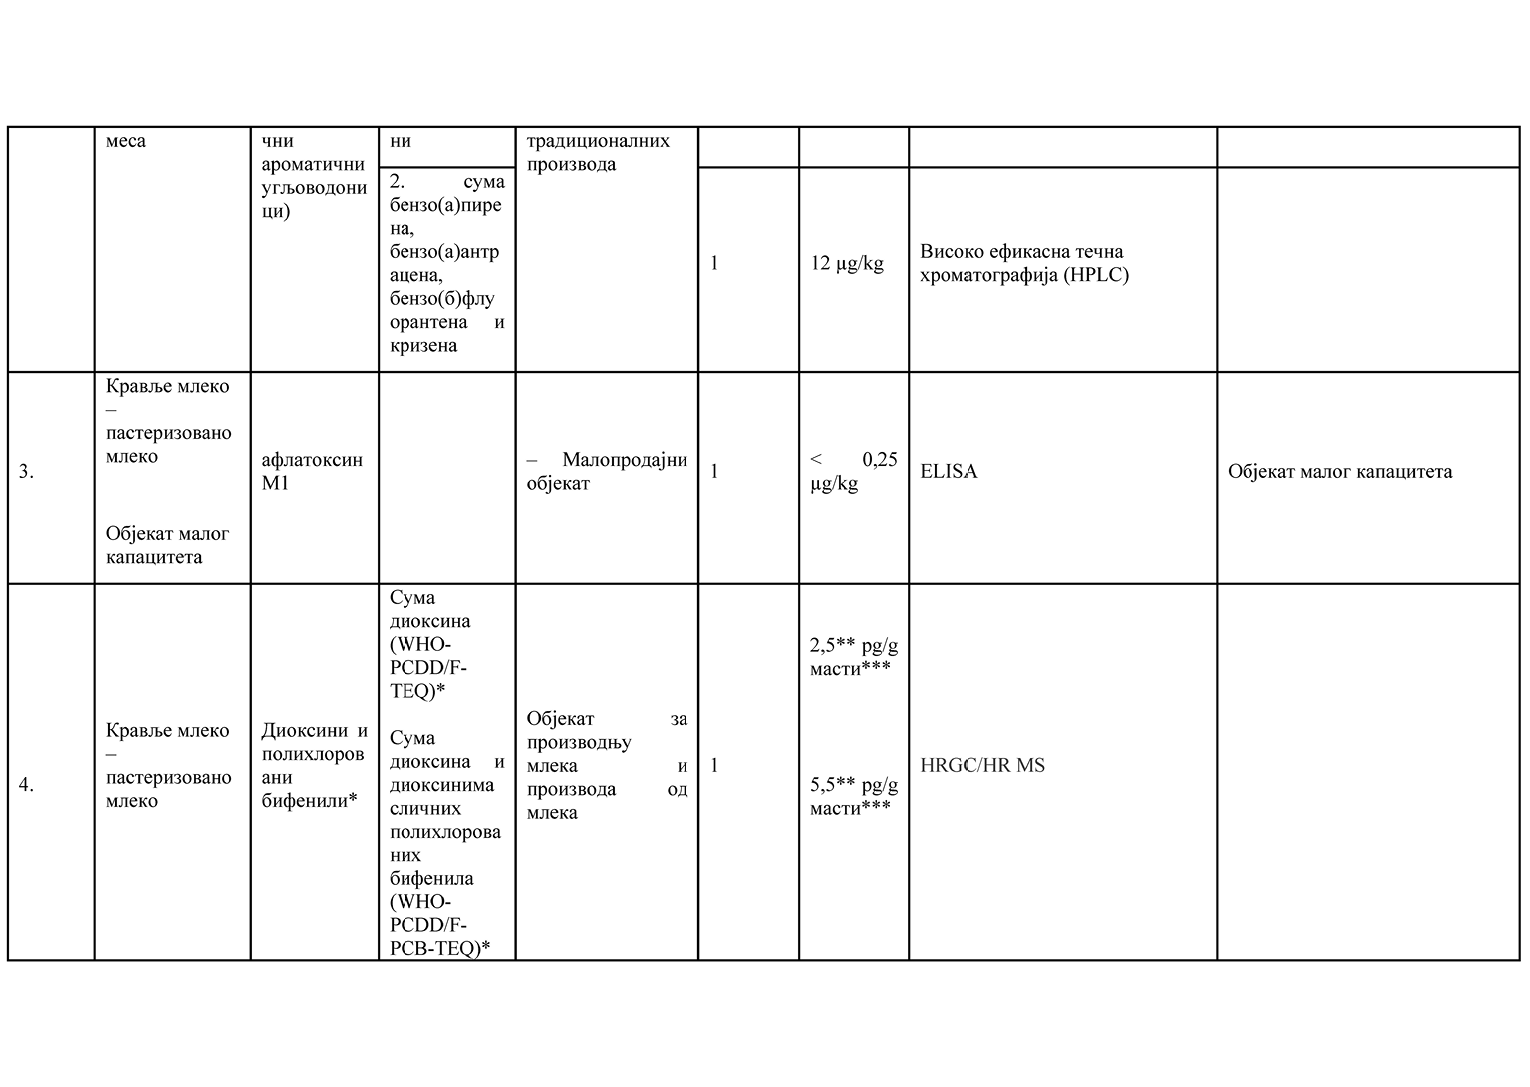 меса
чни
ароматични
угљоводони
ци)
ни
2. сума
бензо(а)пире
на,
бензо(а)антр
ацена,
бензо(б)флу
орантена и
кризена
традиционалних
производа
1
12 µg/kg
Високо ефикасна течна
хроматографија (HPLC)
3.
Кравље млеко
–
пастеризовано
млеко
Објекат малог
капацитета
афлатоксин
М1
– Малопродајни
објекат
1
< 0,25
µg/kg
ELISA
Објекат малог капацитета
4.
Кравље млеко
–
пастеризовано
млеко
Диоксини и
полихлоров
ани
бифенили*
Сума
диоксина
(WHO-
PCDD/F-
TEQ)*
Сума
диоксина и
диоксинима
сличних
полихлорова
них
бифенила
(WHO-
PCDD/F-
PCB-TEQ)*
Објекат за
производњу
млека и
производа од
млека
1
2,5** pg/g
масти***
5,5** pg/g
масти***
HRGC/HR MS